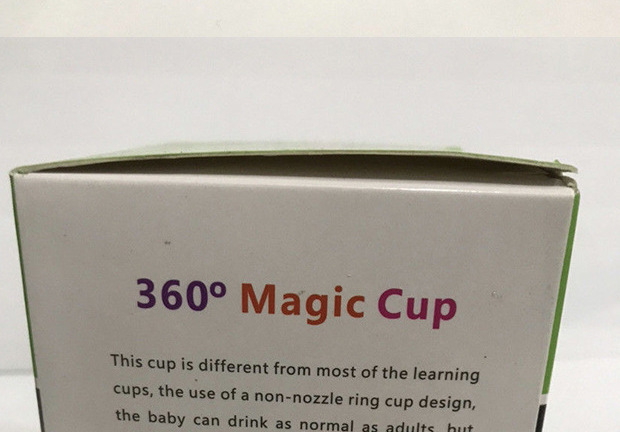 360º Magic Cup
This cup is different from most of the learning
cups, the use of a non-nozzle ring cup design,
the baby can drink as normal as adults, but